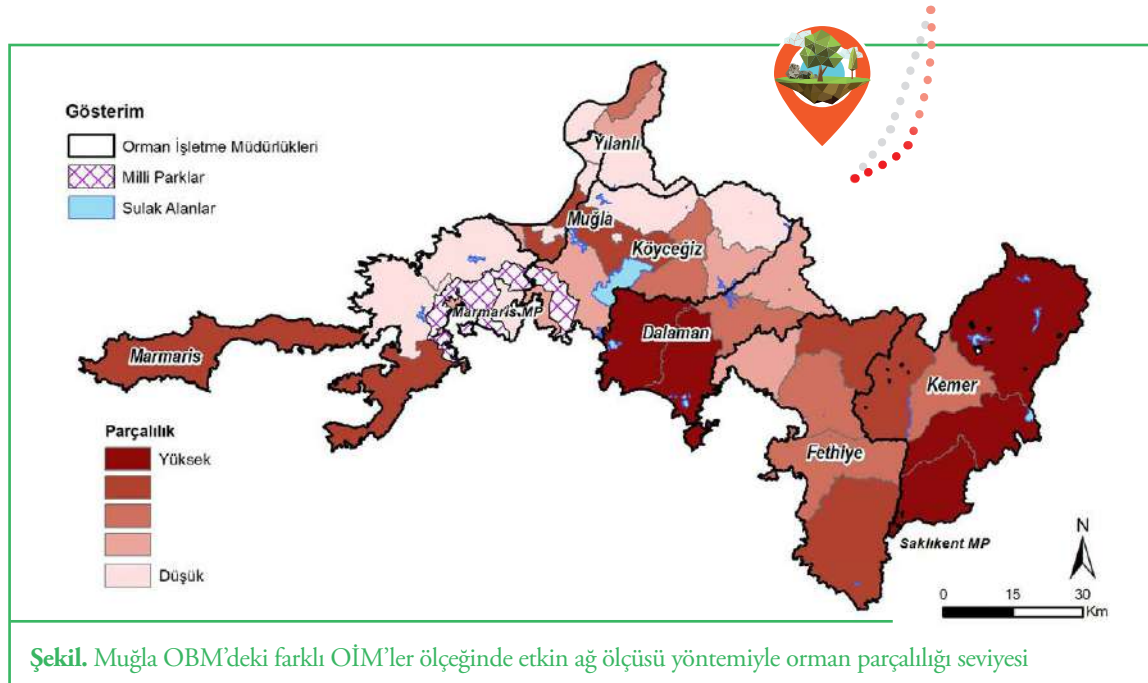 Gösterim
Orman İşletme Müdürlükleri
Milli Parklar
Sulak Alanlar
Yılanlı
Muğla
Köyceğiz
Marmaris MP
Marmaris
Dalaman
Kemer
Fethiye
Saklıkent MP
Parçalılık
Yüksek
Düşük
N
0 15 30
Km
Şekil. Muğla OBM'deki farklı OİM'ler ölçeğinde etkin ağ ölçüsü yöntemiyle orman parçalılığı seviyesi